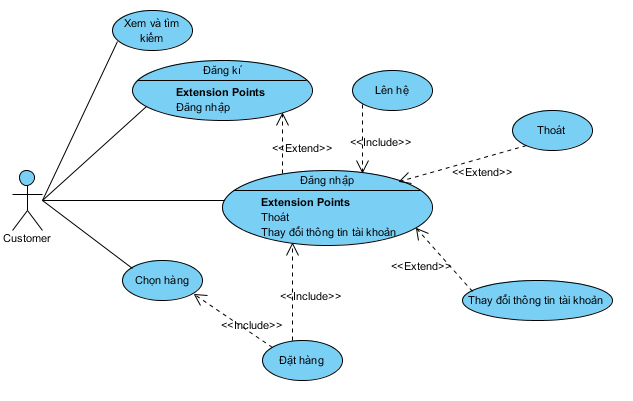 Xem và tìm
kiếm
Đăng kí
Extension Points
Đăng nhập
Lên hệ
Thoát
<<Extend>>
<<Include>>
<<Extend>>
Đăng nhập
Extension Points
Thoát
Thay đổi thông tin tài khoản
Customer
<<Extend>>
Chọn hàng
<<Include>>
Thay đổi thông tin tài khoản
<<Include>>
Đặt hàng